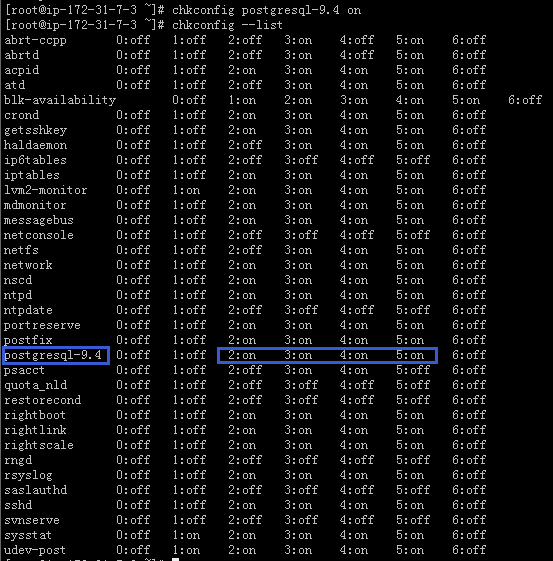 [root@ip-172-31-7-3 ~]# chkconfig postgresql-9.4 on
[root@ip-172-31-7-3 ~]# chkconfig --list
abrt-ccpp 0:off 1:off 2:off 3:on 4:off 5:on 6:off
abrtd 0:off 1:off 2:off 3:on 4:off 5:on 6:off
acpid 0:off 1:off 2:on 3:on 4:on 5:on 6:off
atd 0:off 1:off 2:off 3:on 4:on 5:on 6:off
blk-availability 0:off 1:on 2:on 3:on 4:on 5:on 6:off
crond 0:off 1:off 2:on 3:on 4:on 5:on 6:off
getsshkey 0:off 1:off 2:on 3:on 4:on 5:on 6:off
haldaemon 0:off 1:off 2:off 3:on 4:on 5:on 6:off
ip6tables 0:off 1:off 2:off 3:off 4:off 5:off 6:off
iptables 0:off 1:off 2:on 3:on 4:on 5:on 6:off
lvm2-monitor 0:off 1:on 2:on 3:on 4:on 5:on 6:off
mdmonitor 0:off 1:off 2:on 3:on 4:on 5:on 6:off
messagebus 0:off 1:off 2:on 3:on 4:on 5:on 6:off
netconsole 0:off 1:off 2:off 3:off 4:off 5:off 6:off
netfs 0:off 1:off 2:off 3:on 4:on 5:on 6:off
network 0:off 1:off 2:on 3:on 4:on 5:on 6:off
nscd 0:off 1:off 2:on 3:on 4:on 5:on 6:off
ntpd 0:off 1:off 2:on 3:on 4:on 5:on 6:off
ntpdate 0:off 1:off 2:off 3:off 4:off 5:off 6:off
portreserve 0:off 1:off 2:on 3:on 4:on 5:on 6:off
postfix 0:off 1:off 2:on 3:on 4:on 5:on 6:off
postgresql-9.4 0:off 1:off 2:on 3:on 4:on 5:on 6:off
psacct 0:off 1:off 2:off 3:off 4:off 5:off 6:off
quota_nld 0:off 1:off 2:off 3:off 4:off 5:off 6:off
restorecond 0:off 1:off 2:off 3:off 4:off 5:off 6:off
rightboot 0:off 1:off 2:on 3:on 4:on 5:on 6:off
rightlink 0:off 1:off 2:on 3:on 4:on 5:on 6:off
rightscale 0:off 1:off 2:on 3:on 4:on 5:on 6:off
rngd 0:off 1:off 2:off 3:off 4:off 5:off 6:off
rsyslog 0:off 1:off 2:on 3:on 4:on 5:on 6:off
saslauthd 0:off 1:off 2:off 3:off 4:off 5:off 6:off
sshd 0:off 1:off 2:on 3:on 4:on 5:on 6:off
svnserve 0:off 1:off 2:off 3:off 4:off 5:off 6:off
sysstat 0:off 1:on 2:on 3:on 4:on 5:on 6:off
udev-post 0:off 1:on 2:on 3:on 4:on 5:on 6:off
[root@ip-172-31-7-3 ~]#